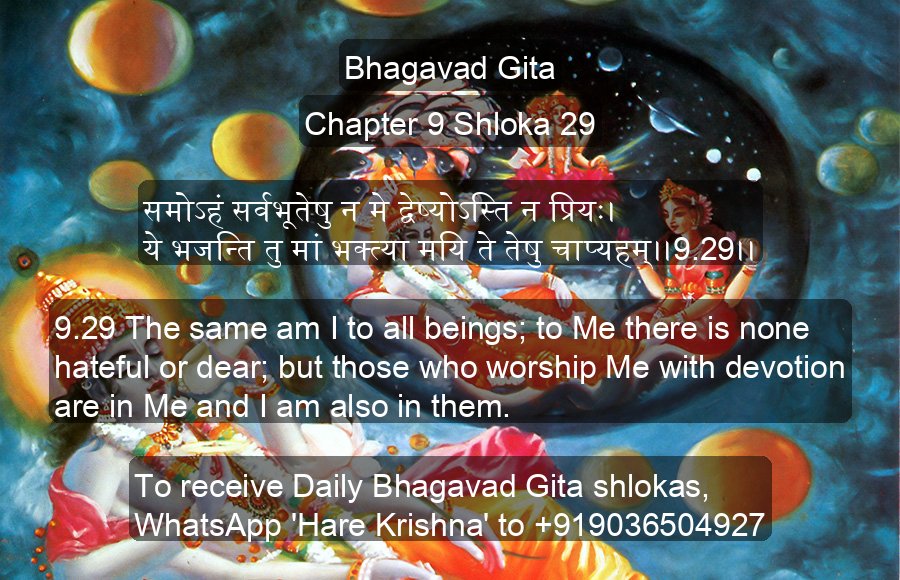 Bhagavad Gita
Chapter 9 Shloka 29
समोऽहं सर्वभूतेषु न मे द्वेष्योऽस्ति न प्रियः।
ये भजन्ति तु मां भक्त्या मयि ते तेषु चाप्यहम्।।9.29।।
9.29 The same am I to all beings; to Me there is none
hateful or dear; but those who worship Me with devotion
are in Me and I am also in them.
To receive Daily Bhagavad Gita shlokas,
WhatsApp 'Hare Krishna' to +919036504927